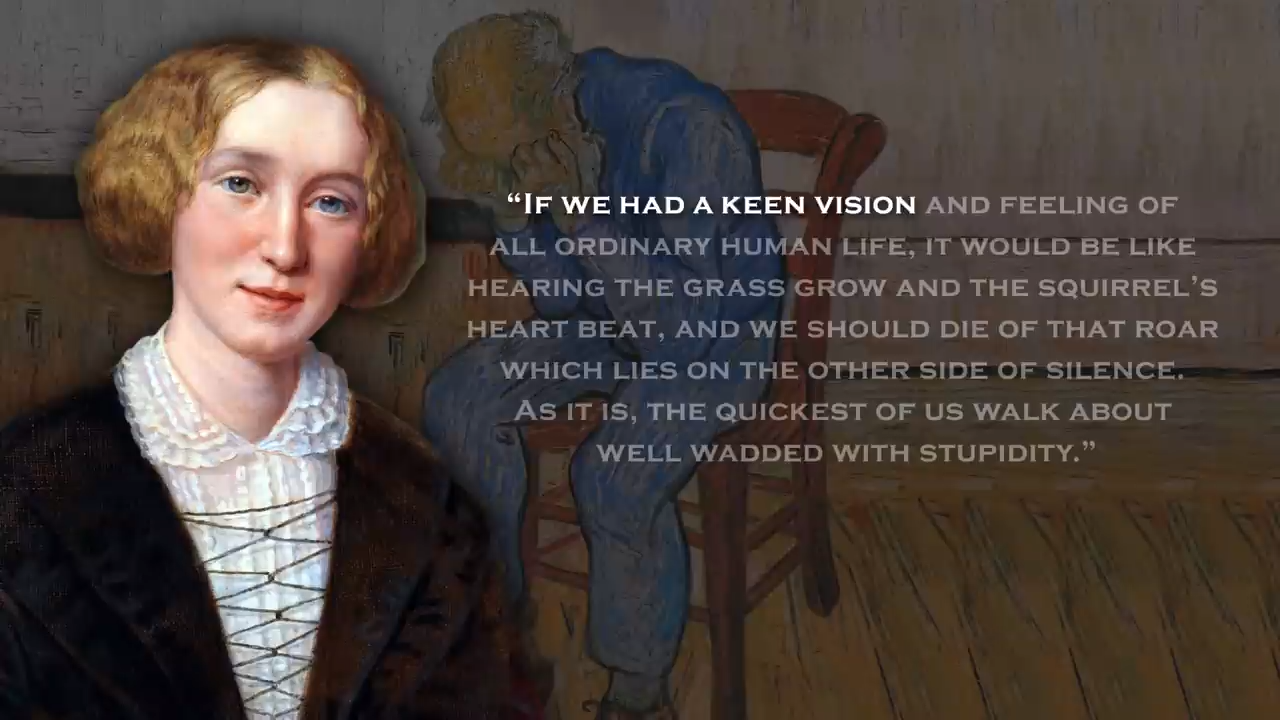 “If we had a keen vision and feeling of
all ordinary human life, it would be like
hearing the grass grow and the squirrel’s
heart beat, and we should die of that roar
which lies on the other side of silence.
As it is, the quickest of us walk about
well wadded with stupidity.”